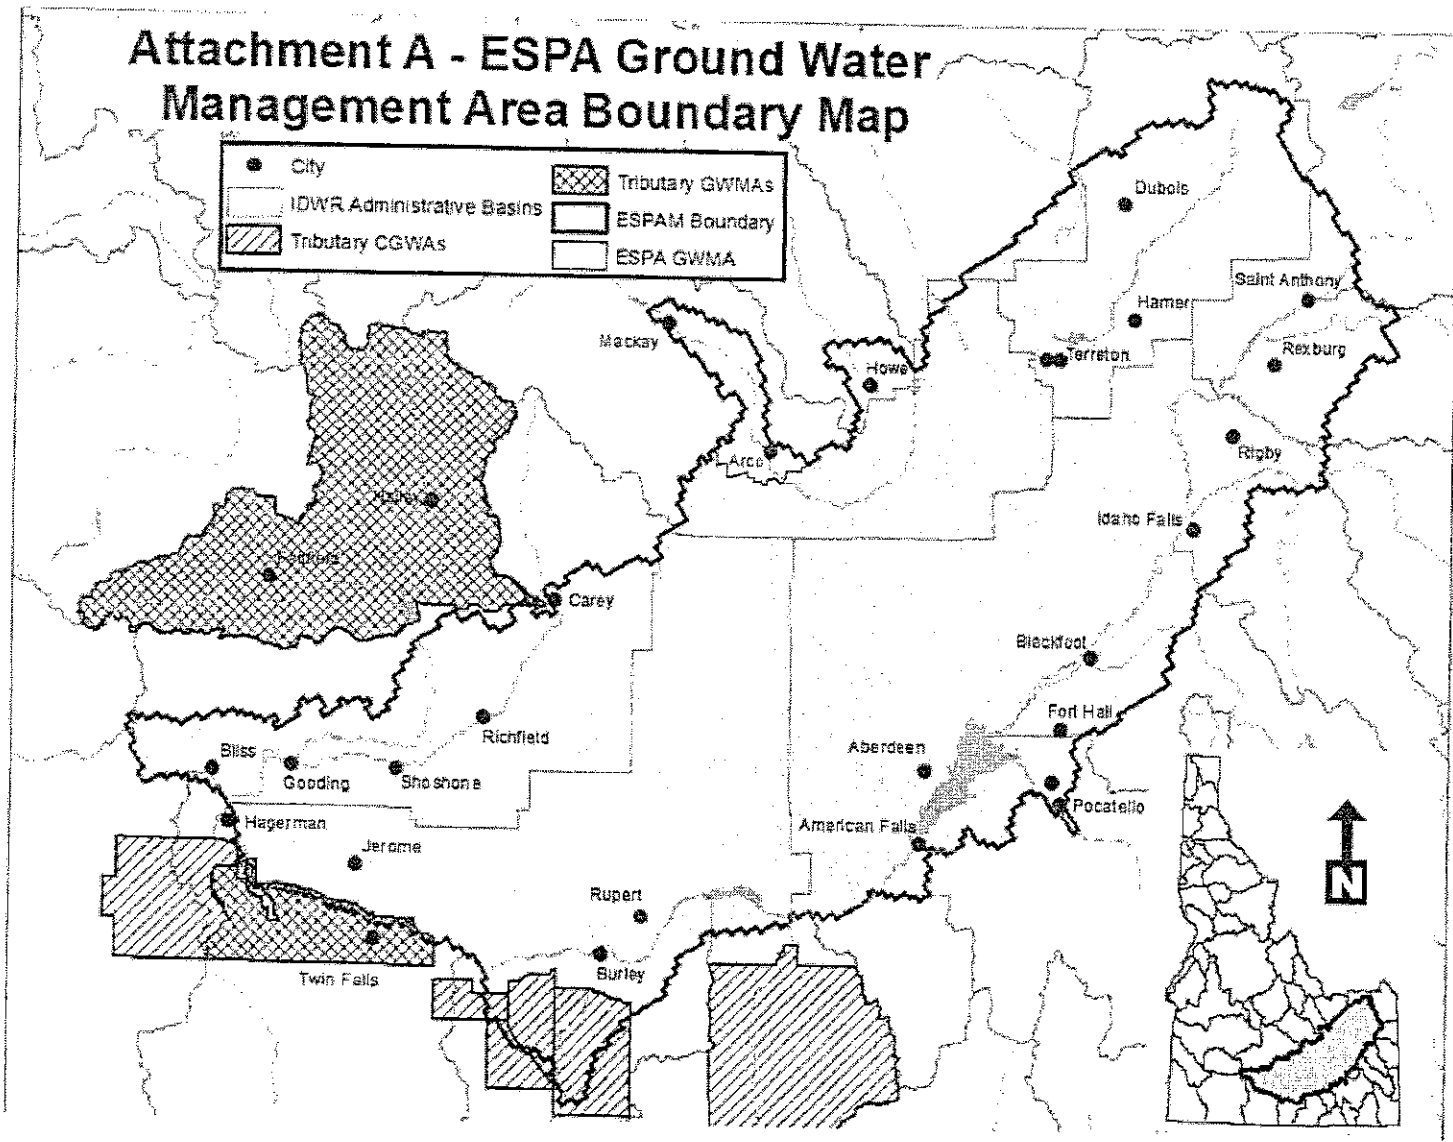 Attachment A - ESPA Ground Water
Management Area Boundary Map
City
IDWR Administrative Basins
Tributary CGWAs
Tributary GWMAs
ESPAM Boundary
ESPA GWMA
Dubois
Saint Anthony
Hamer
Mackay
Terreton
Rexburg
Howe
Arco
Rigby
Idaho Falls
Carey
Blackfoot
Fort Hall
Richfield
Bliss
Aberdeen
Gooding
Shoshone
Pocatello
Hagerman
American Falls
Jerome
Rupert
Burley
Twin Falls
N